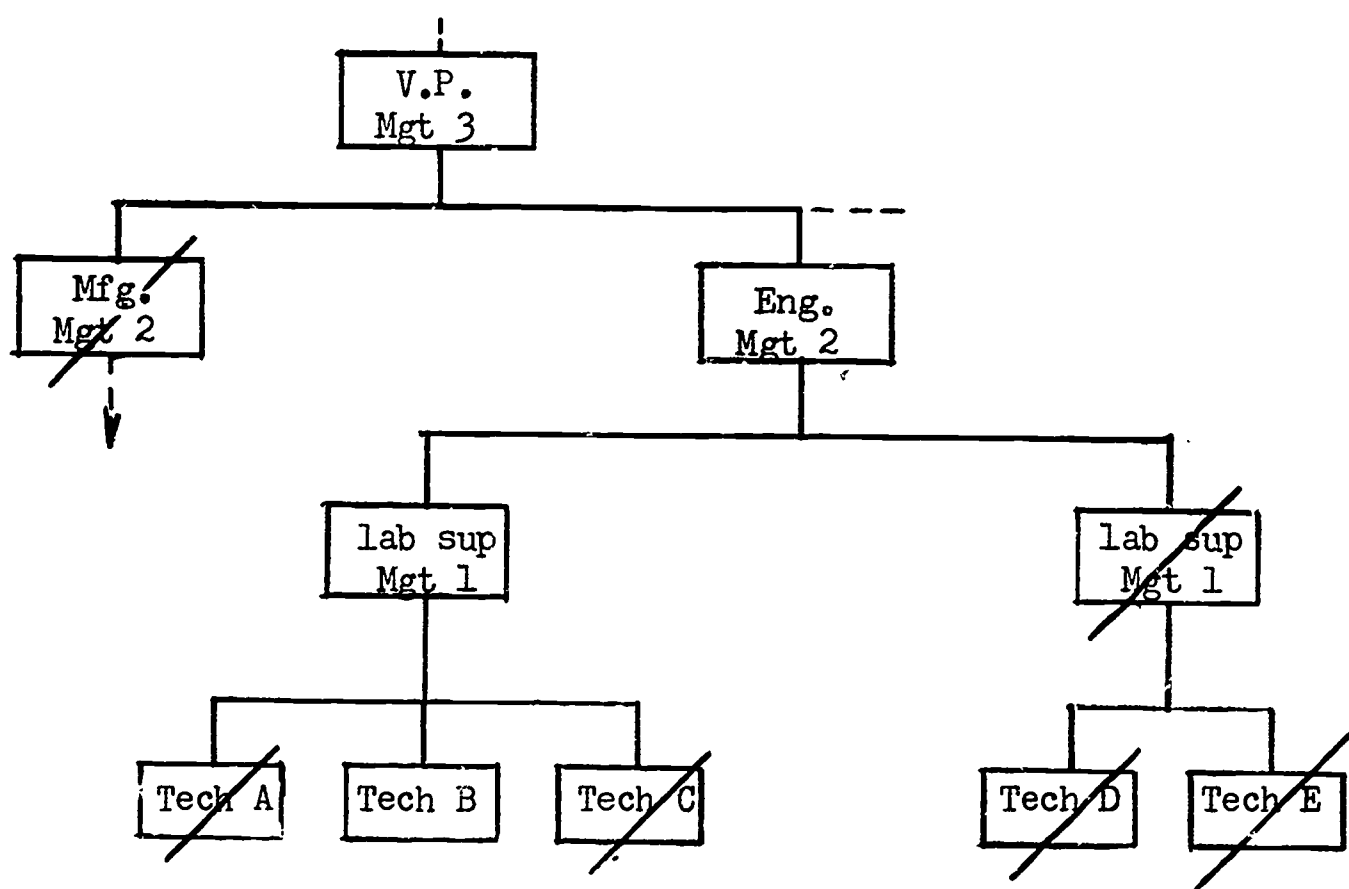 V.P.
Mgt 3
Mfg.
Mgt 2
Eng.
Mgt 2
lab sup
Mgt 1
lab sup
Mgt 1
Tech A
Tech B
Tech C
Tech D
Tech E